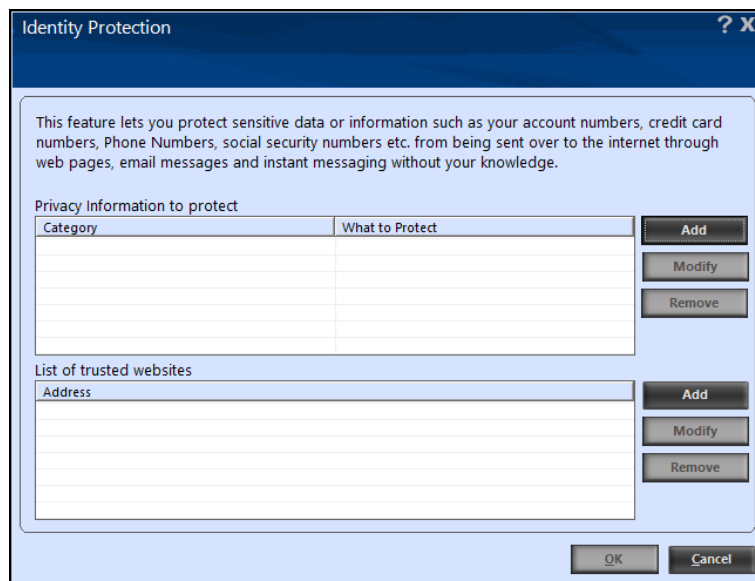 Identity Protection ? X
This feature lets you protect sensitive data or information such as your account numbers, credit card
numbers, Phone Numbers, social security numbers etc. from being sent over to the internet through
web pages, email messages and instant messaging without your knowledge.
Privacy Information to protect
Category What to Protect
Add
Modify
Remove
List of trusted websites
Address
Add
Modify
Remove
OK Cancel